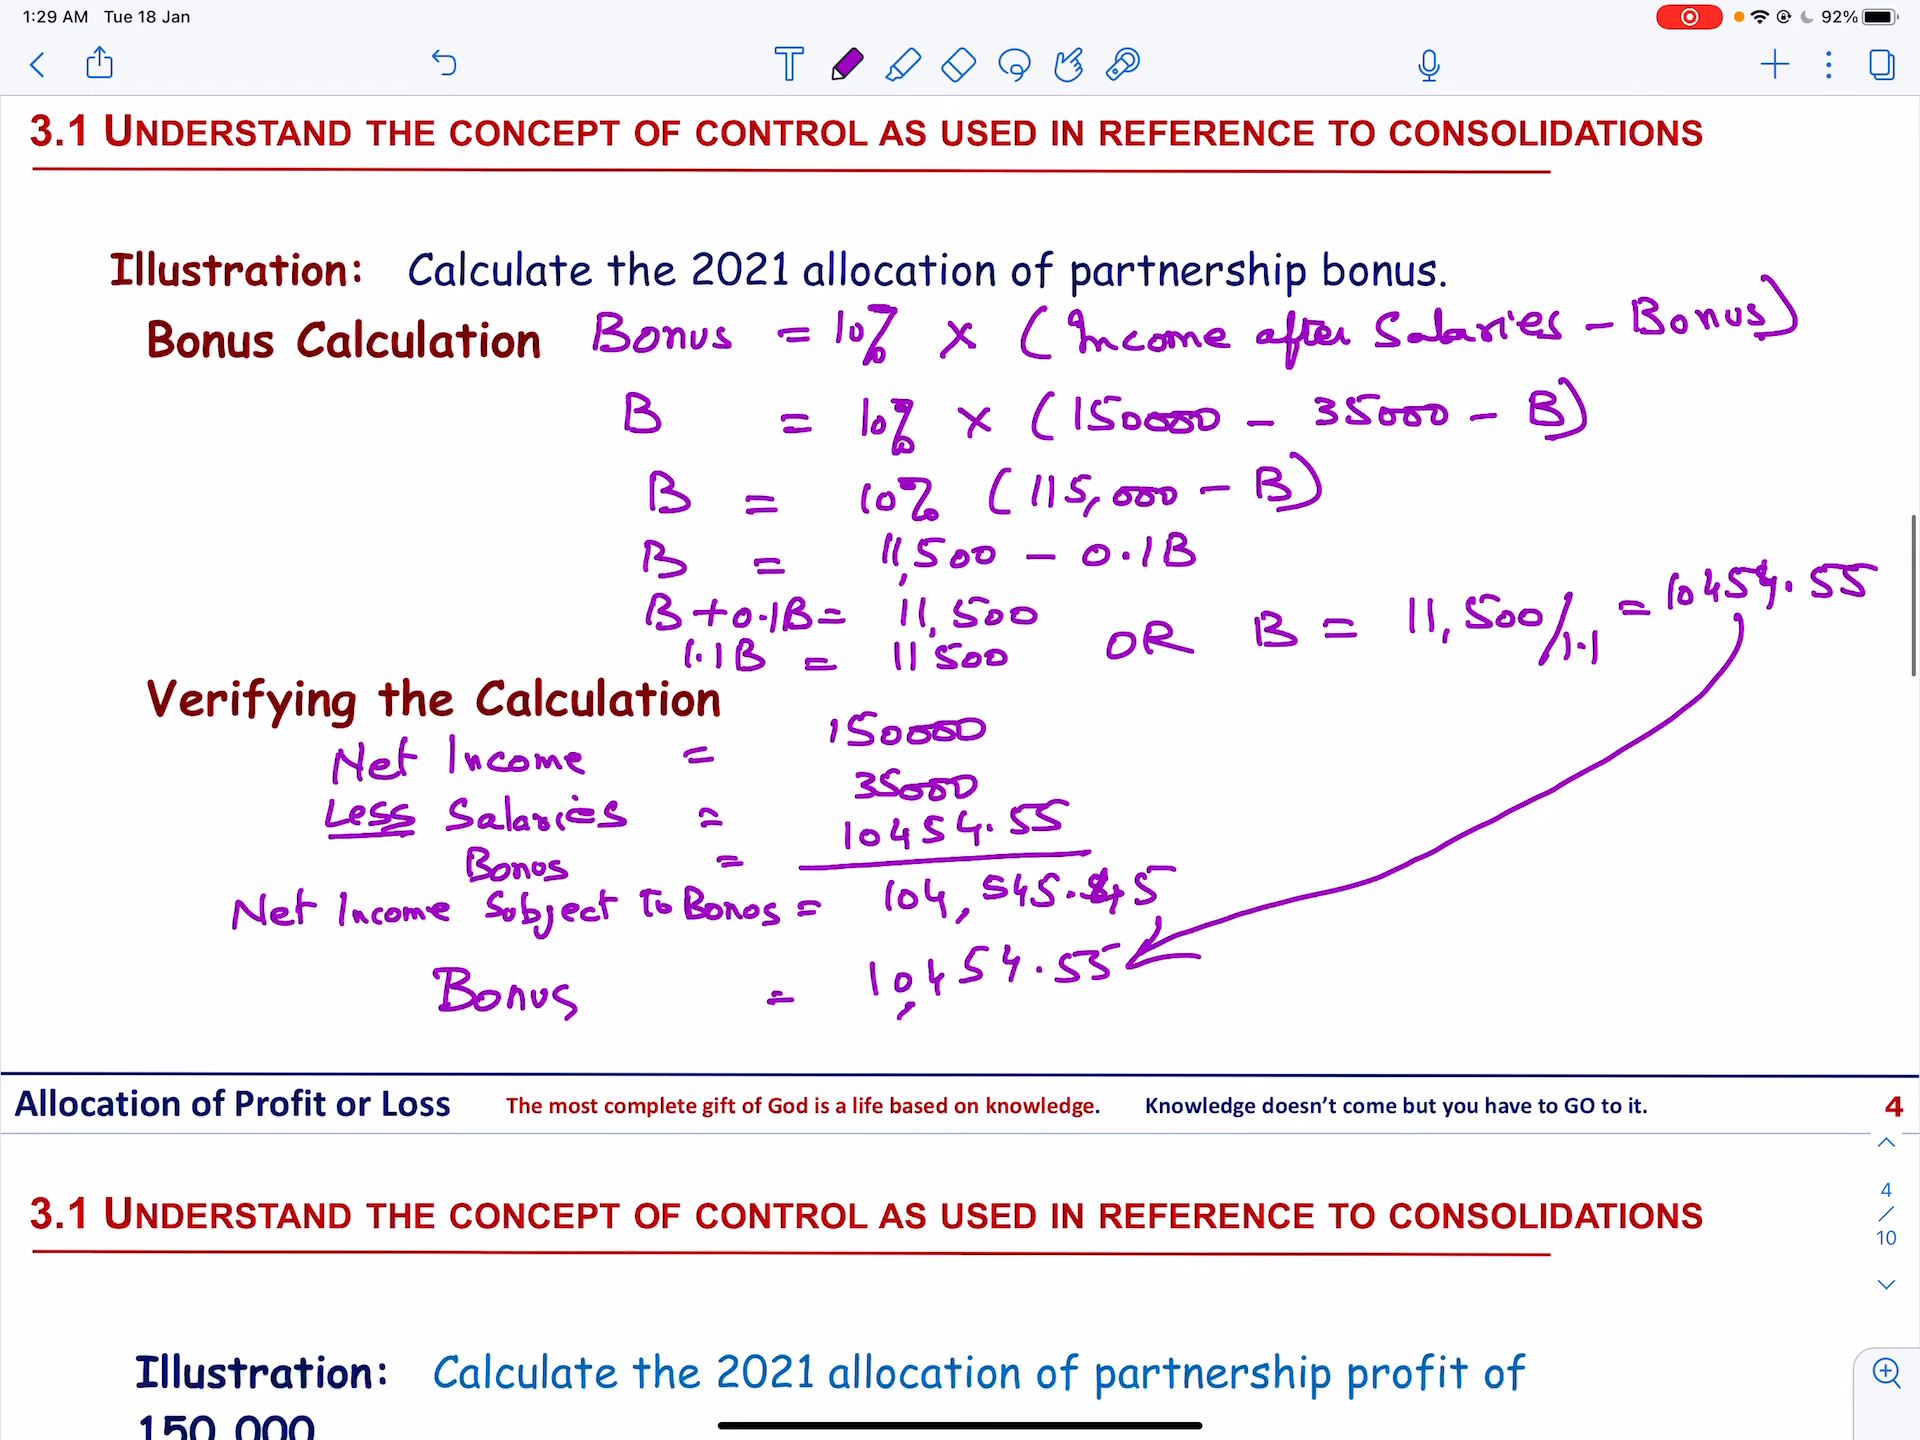 1:29 AM Tue 18 Jan 92%
3.1 UNDERSTAND THE CONCEPT OF CONTROL AS USED IN REFERENCE TO CONSOLIDATIONS
Illustration: Calculate the 2021 allocation of partnership bonus.
Bonus Calculation Bonus = 10% × (Income after Salaries – Bonus)
B = 10% × (150000 – 35000 – B)
B = 10% (115,000 – B)
B = 11,500 – 0.1B
B + 0.1B = 11,500
1.1B = 11500 OR B = 11,500/1.1 = 10454.55
Verifying the Calculation
Net Income = 150000
Less Salaries = 35000
Bonus = 10454.55
Net Income Subject To Bonus = 104,545.45
Bonus = 10,454.55
Allocation of Profit or Loss The most complete gift of God is a life based on knowledge. Knowledge doesn't come but you have to GO to it. 4
3.1 UNDERSTAND THE CONCEPT OF CONTROL AS USED IN REFERENCE TO CONSOLIDATIONS
4
/
10
Illustration: Calculate the 2021 allocation of partnership profit of
150,000